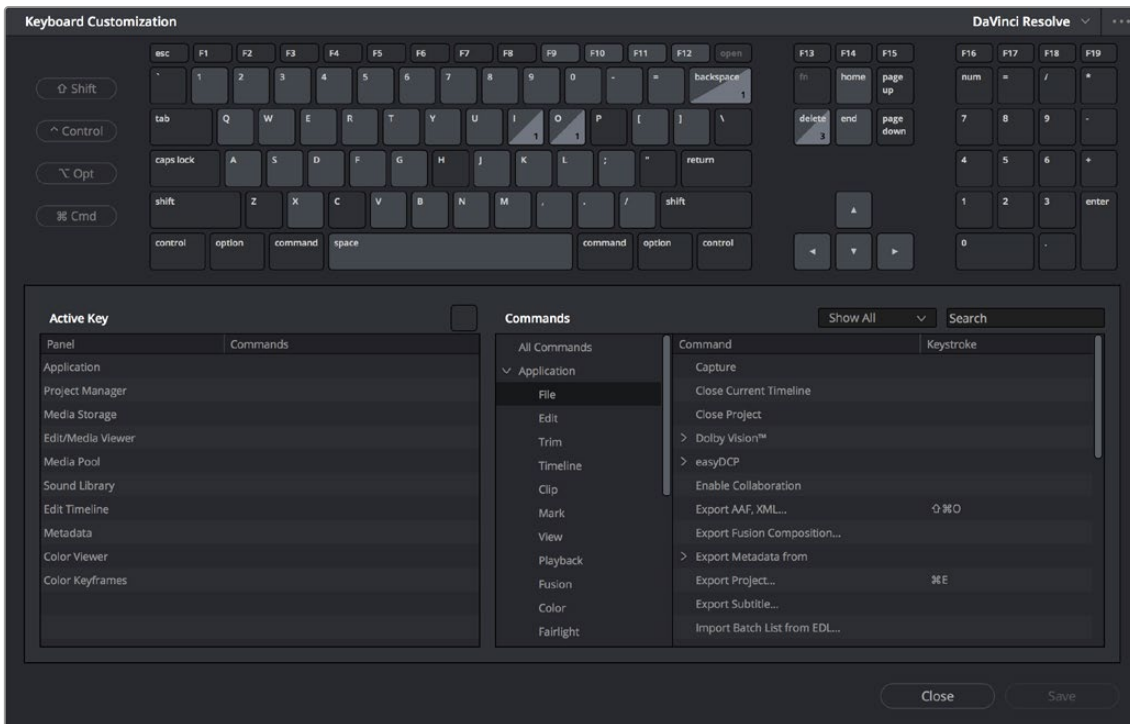 Keyboard Customization DaVinci Resolve
esc F1 F2 F3 F4 F5 F6 F7 F8 F9 F10 F11 F12 open F13 F14 F15 F16 F17 F18 F19
⇧ Shift
` 1 2 3 4 5 6 7 8 9 0 - = backspace 1 fn home page up num = / *
^ Control
tab Q W E R T Y U I 1 O 1 P [ ] \ delete 3 end page down 7 8 9 -
⌥ Opt
caps lock A S D F G H J K L ; " return 4 5 6 +
⌘ Cmd
shift Z X C V B N M , . / shift ▲ 1 2 3 enter
control option command space command option control ◄ ▼ ► 0 .
Active Key
Panel Commands
Application
Project Manager
Media Storage
Edit/Media Viewer
Media Pool
Sound Library
Edit Timeline
Metadata
Color Viewer
Color Keyframes
Commands Show All Search
All Commands
Application
File
Edit
Trim
Timeline
Clip
Mark
View
Playback
Fusion
Color
Fairlight
Command Keystroke
Capture
Close Current Timeline
Close Project
> Dolby Vision™
> easyDCP
Enable Collaboration
Export AAF, XML... ⇧⌘O
Export Fusion Composition...
> Export Metadata from
Export Project... ⌘E
Export Subtitle...
Import Batch List from EDL...
Close Save